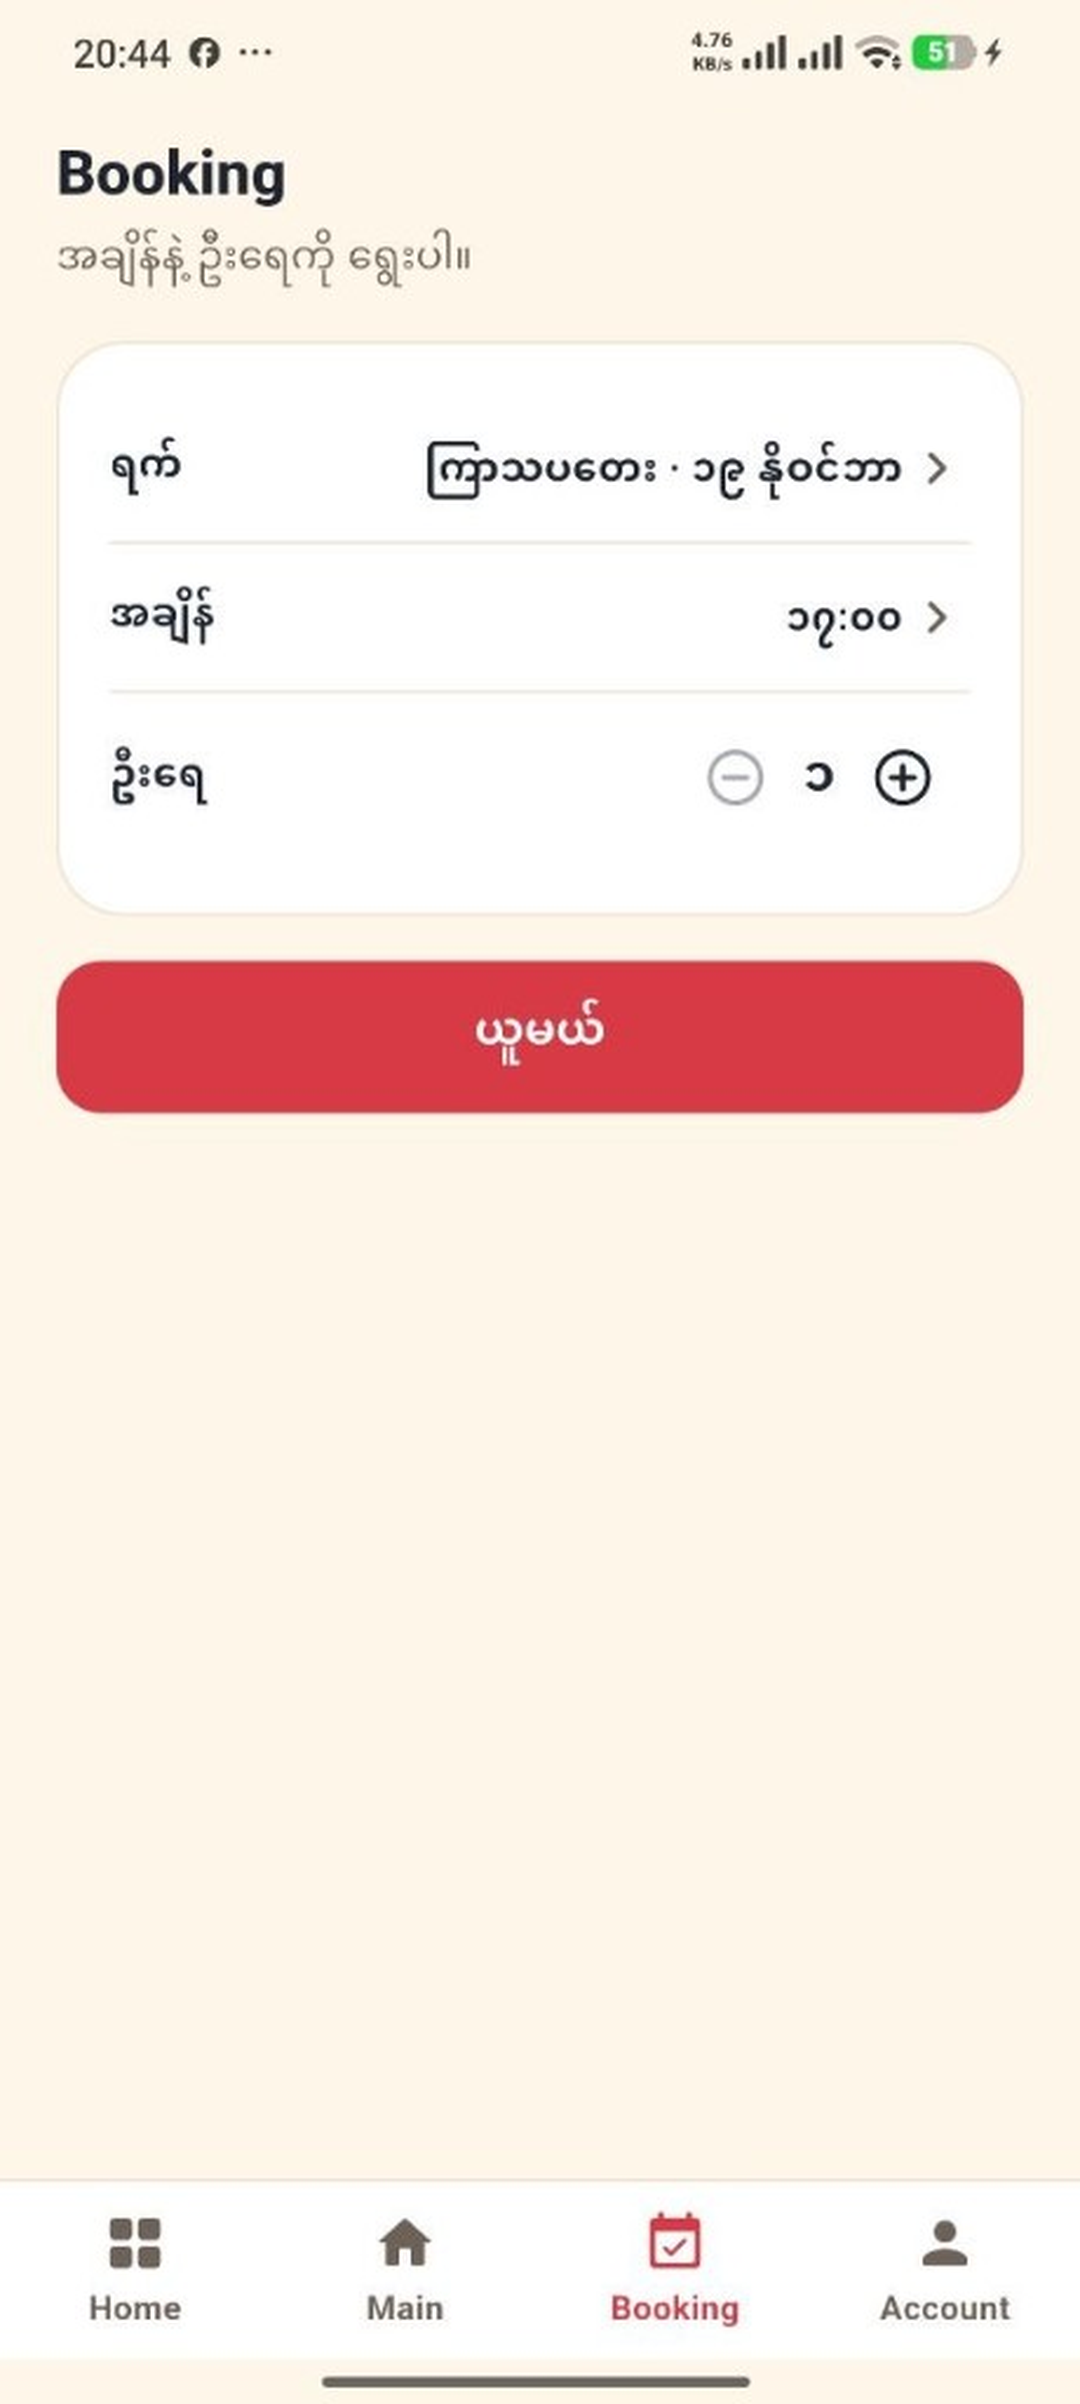 20:44 ...
4.76 KB/s 51
Booking
အချိန်နဲ့ ဦးရေကို ရွေးပါ။
ရက် ကြာသပတေး · ၁၉ နိုဝင်ဘာ
အချိန် ၁၇:၀၀
ဦးရေ ၁
ယူမယ်
Home Main Booking Account